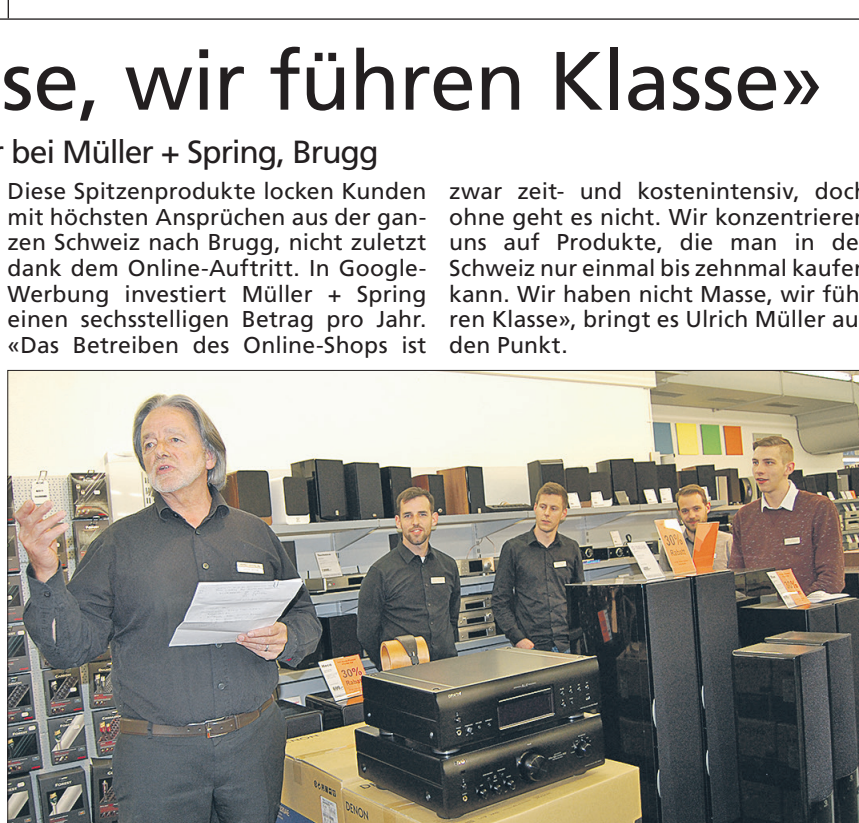 se, wir führen Klasse»
r bei Müller + Spring, Brugg
Diese Spitzenprodukte locken Kunden
mit höchsten Ansprüchen aus der gan-
zen Schweiz nach Brugg, nicht zuletzt
dank dem Online-Auftritt. In Google-
Werbung investiert Müller + Spring
einen sechsstelligen Betrag pro Jahr.
«Das Betreiben des Online-Shops ist
zwar zeit- und kostenintensiv, doch
ohne geht es nicht. Wir konzentrieren
uns auf Produkte, die man in de
Schweiz nur einmal bis zehnmal kaufen
kann. Wir haben nicht Masse, wir füh-
ren Klasse», bringt es Ulrich Müller au
den Punkt.
30%
Rabatt
30%
Rabatt
DENON
DENON